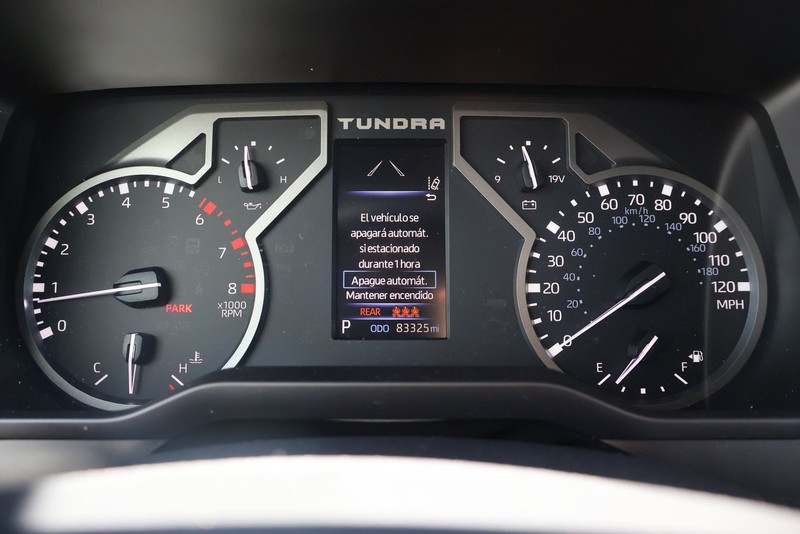 TUNDRA
L H
9 19V
El vehículo se
apagará automát.
si estacionado
durante 1 hora
Apague automát.
Mantener encendido
REAR
P ODO 83325 mi
0 1 2 3 4 5 6 7 8
x1000
RPM
PARK
C H
0 10 20 30 40 50 60 70 80 90 100 110 120
MPH
km/h
20 40 60 80 100 120 140 160 180
E F